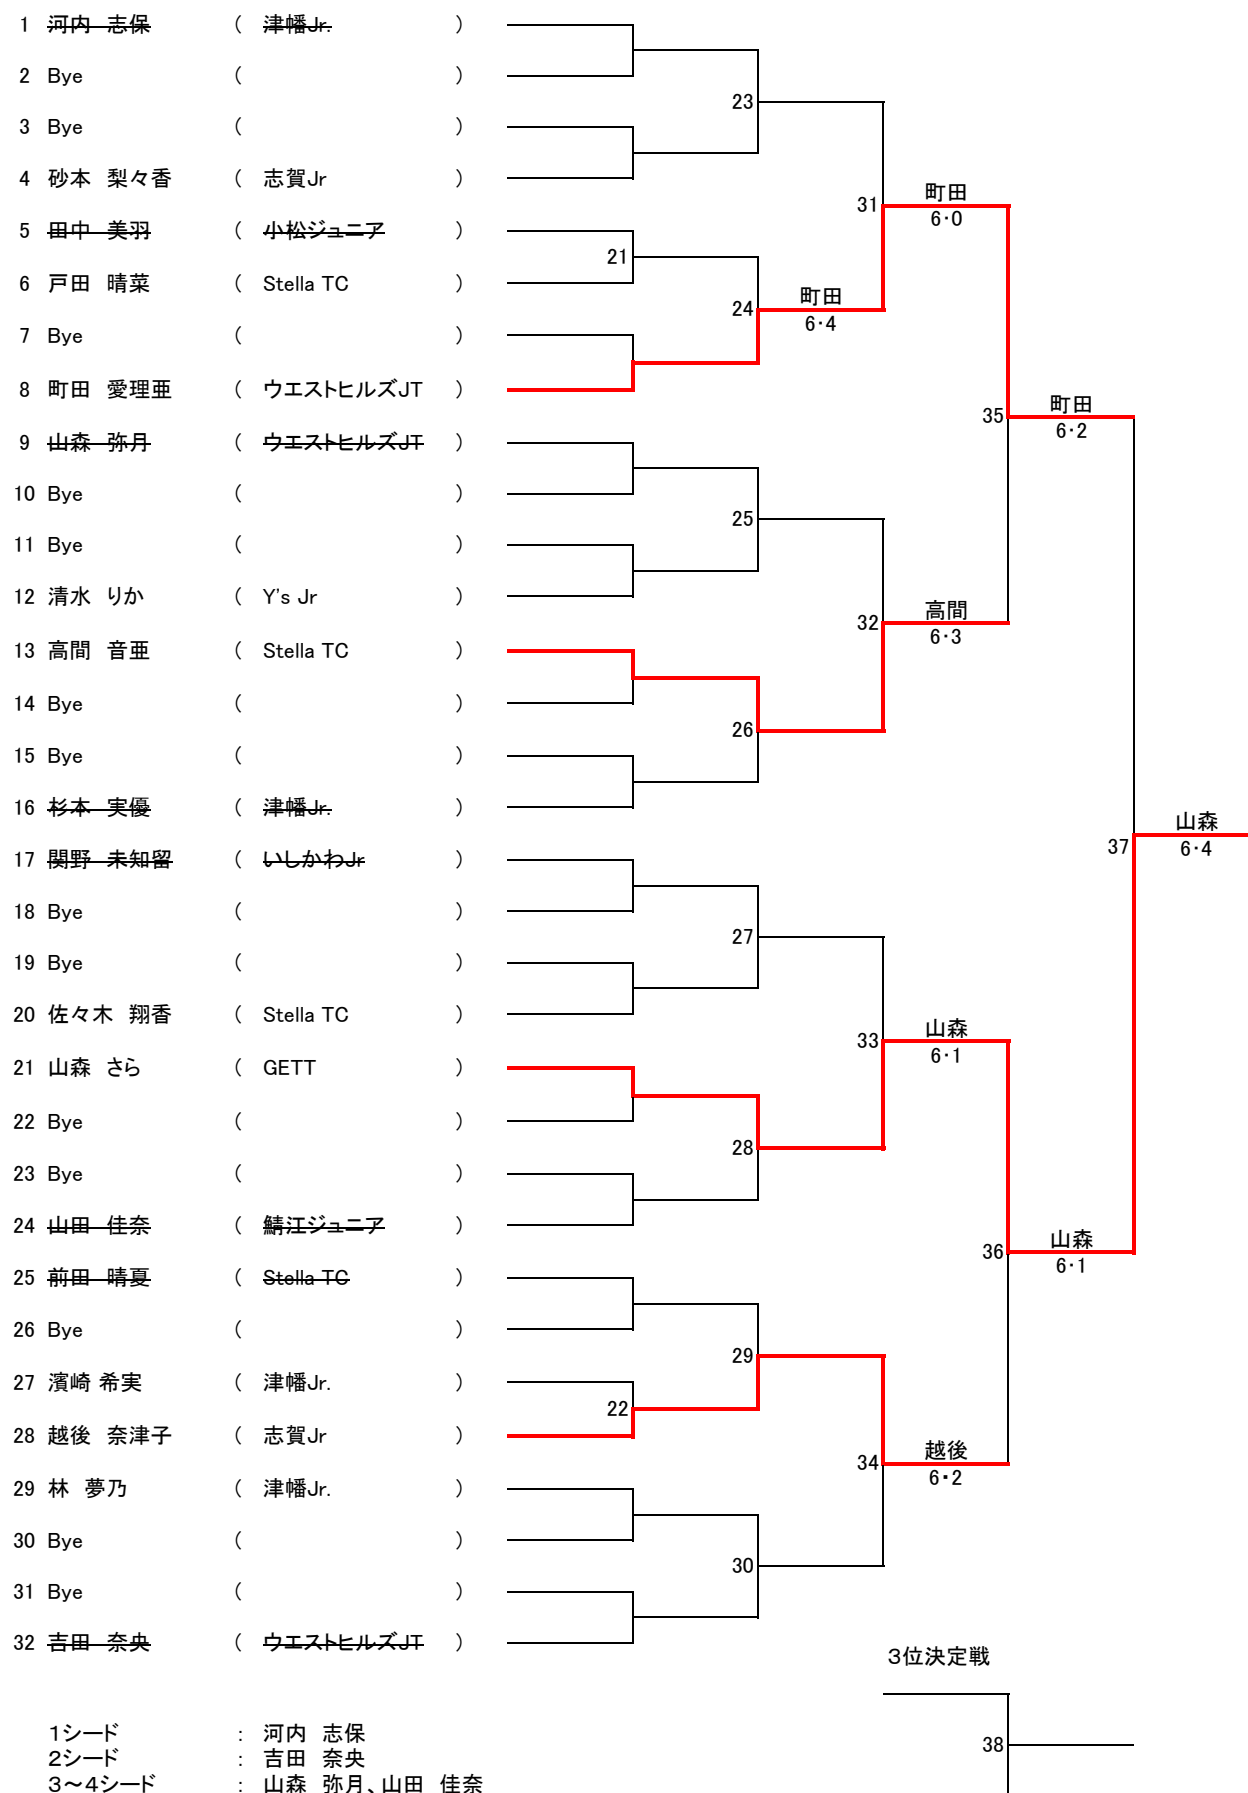 1 河内 志保 ( 津幡Jr. )
2 Bye ( )
23
3 Bye ( )
4 砂本 梨々香 ( 志賀Jr )
町田
31
6・0
5 田中 美羽 ( 小松ジュニア )
21
6 戸田 晴菜 ( Stella TC )
町田
24
6・4
7 Bye ( )
8 町田 愛理亜 ( ウエストヒルズJT )
町田
35
6・2
9 山森 弥月 ( ウエストヒルズJT )
10 Bye ( )
25
11 Bye ( )
12 清水 りか ( Y's Jr )
高間
32
6・3
13 高間 音亜 ( Stella TC )
14 Bye ( )
26
15 Bye ( )
16 杉本 実優 ( 津幡Jr. )
山森
37
6・4
17 関野 未知留 ( いしかわJr )
18 Bye ( )
27
19 Bye ( )
20 佐々木 翔香 ( Stella TC )
山森
33
6・1
21 山森 さら ( GETT )
22 Bye ( )
28
23 Bye ( )
24 山田 佳奈 ( 鯖江ジュニア )
山森
36
6・1
25 前田 晴夏 ( Stella TC )
26 Bye ( )
29
27 濱崎 希実 ( 津幡Jr. )
22
28 越後 奈津子 ( 志賀Jr )
越後
34
6・2
29 林 夢乃 ( 津幡Jr. )
30 Bye ( )
30
31 Bye ( )
32 吉田 奈央 ( ウエストヒルズJT )
3位決定戦
38
1シード : 河内 志保
2シード : 吉田 奈央
3～4シード : 山森 弥月、山田 佳奈